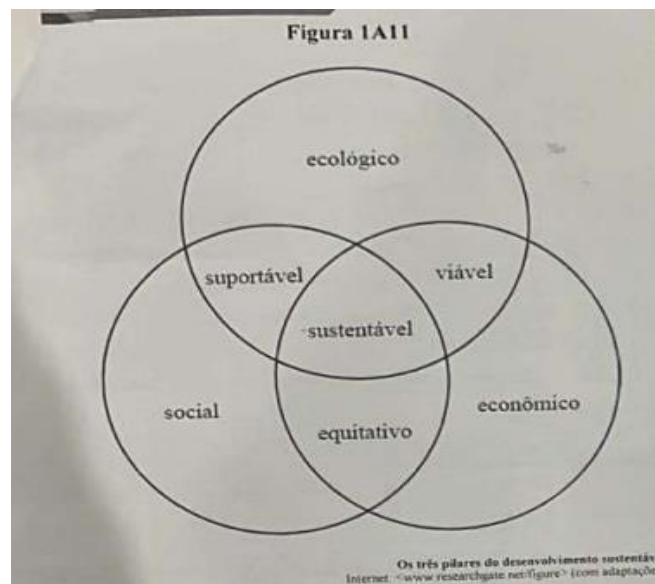 Figura 1A11
ecológico
suportável
viável
sustentável
social
econômico
equitativo
Os três pilares do desenvolvimento
Internet: <www.researchgate.net/figure> (com